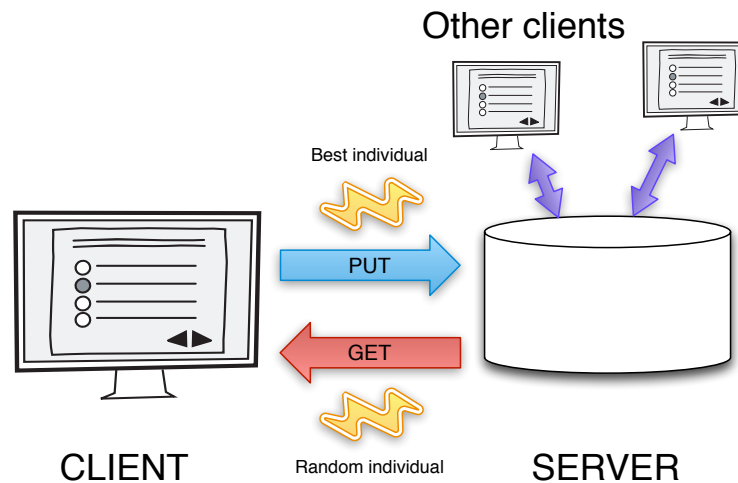 Other clients
Best individual
PUT
GET
Random individual
CLIENT
SERVER